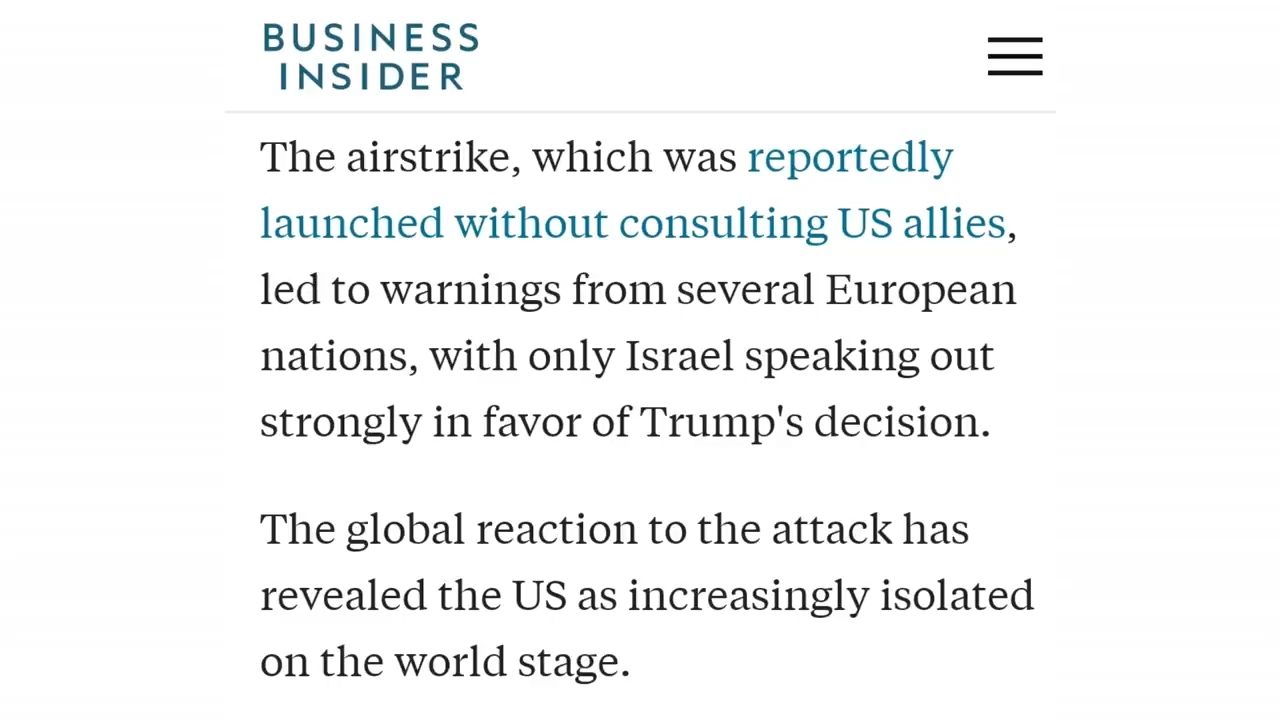 BUSINESS
INSIDER
The airstrike, which was reportedly
launched without consulting US allies,
led to warnings from several European
nations, with only Israel speaking out
strongly in favor of Trump's decision.
The global reaction to the attack has
revealed the US as increasingly isolated
on the world stage.